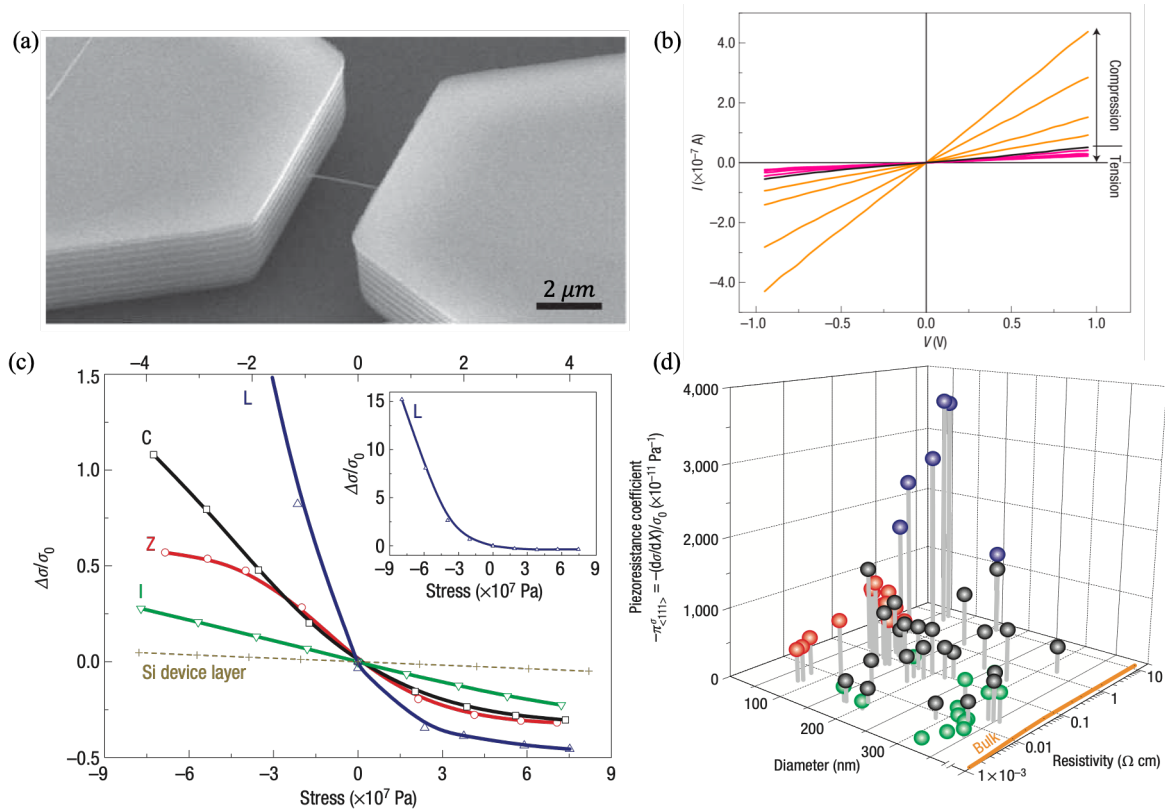 (a)
2 μm
(b)
4.0
2.0
0.0
−2.0
−4.0
I (×10⁻⁷ A)
−1.0 −0.5 0.0 0.5 1.0
V (V)
Compression
Tension
(c)
−4 −2 0 2 4
1.5
1.0
0.5
0.0
−0.5
Δσ/σ₀
−9 −6 −3 0 3 6 9
Stress (×10⁷ Pa)
L
C
Z
I
Si device layer
15
10
5
0
Δσ/σ₀
L
−9 −6 −3 0 3 6 9
Stress (×10⁷ Pa)
(d)
4,000
3,000
2,000
1,000
0
Piezoresistance coefficient
−π^σ_<111> = −(dσ/dX)/σ₀ (×10⁻¹¹ Pa⁻¹)
100
200
300
Diameter (nm)
Bulk
1 × 10⁻³
0.01
0.1
1
10
Resistivity (Ω cm)